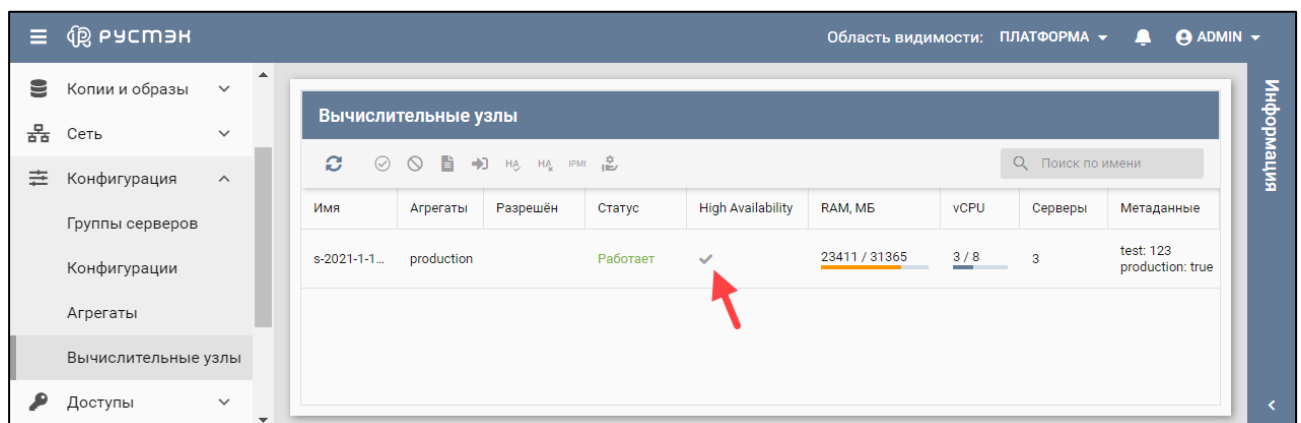 РУСТЭК
Область видимости: ПЛАТФОРМА
ADMIN
Копии и образы
Сеть
Конфигурация
Группы серверов
Конфигурации
Агрегаты
Вычислительные узлы
Доступы
Вычислительные узлы
HA HA IPMI
Поиск по имени
Имя Агрегаты Разрешён Статус High Availability RAM, МБ vCPU Серверы Метаданные
s-2021-1-1... production Работает 23411 / 31365 3 / 8 3 test: 123
production: true
Информация